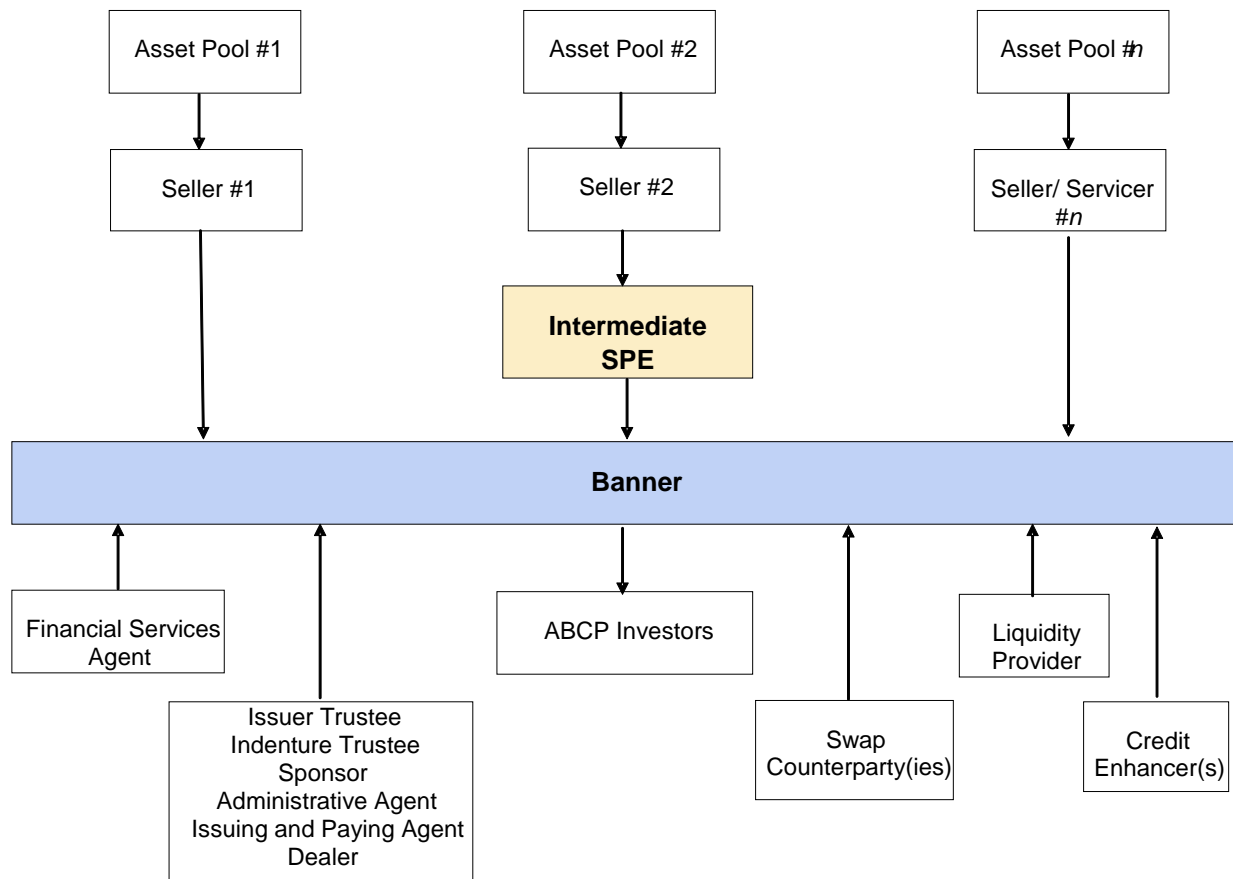 Asset Pool #1
Asset Pool #2
Asset Pool #n
Seller #1
Seller #2
Seller/ Servicer
#n
Intermediate
SPE
Banner
Financial Services
Agent
ABCP Investors
Liquidity
Provider
Issuer Trustee
Indenture Trustee
Sponsor
Administrative Agent
Issuing and Paying Agent
Dealer
Swap
Counterparty(ies)
Credit
Enhancer(s)